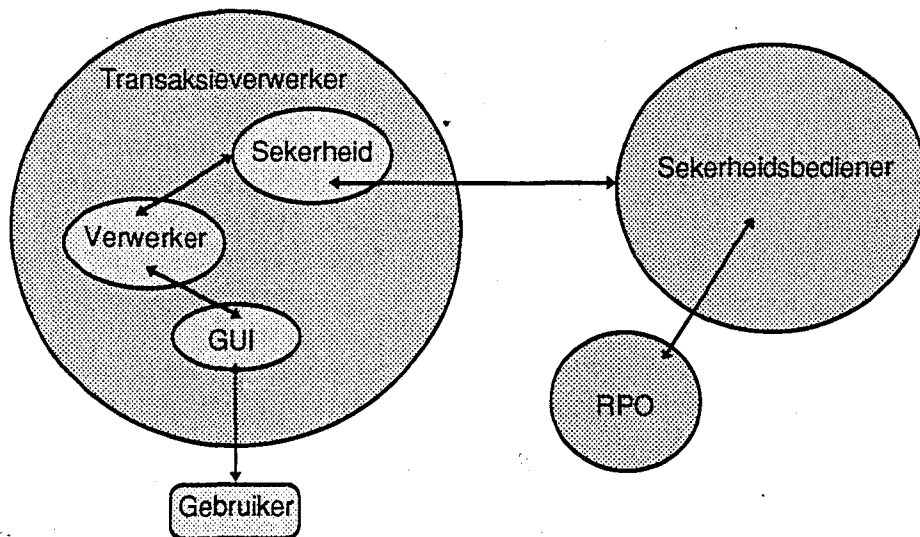 Transaksieverwerker
Sekerheid
Sekerheidsbediener
Verwerker
GUI
RPO
Gebruiker